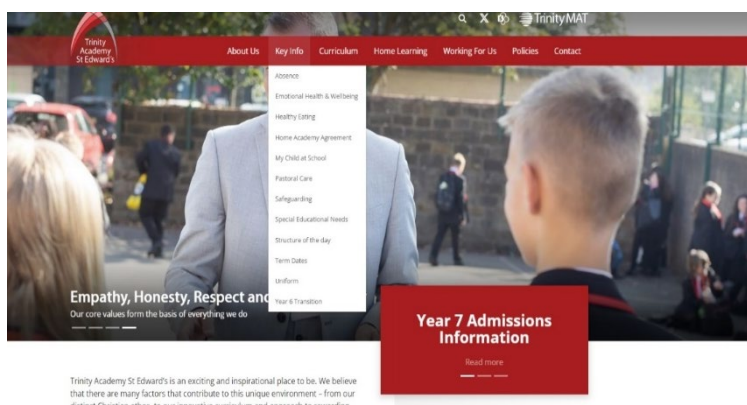 Trinity MAT
Trinity
Academy
St Edward's
About Us Key Info Curriculum Home Learning Working For Us Policies Contact
Absence
Emotional Health & Wellbeing
Healthy Eating
Home Academy Agreement
My Child at School
Pastoral Care
Safeguarding
Special Educational Needs
Structure of the day
Term Dates
Uniform
Year 6 Transition
Empathy, Honesty, Respect and
Our core values form the basis of everything we do
Year 7 Admissions
Information
Read more
Trinity Academy St Edward's is an exciting and inspirational place to be. We believe
that there are many factors that contribute to this unique environment – from our